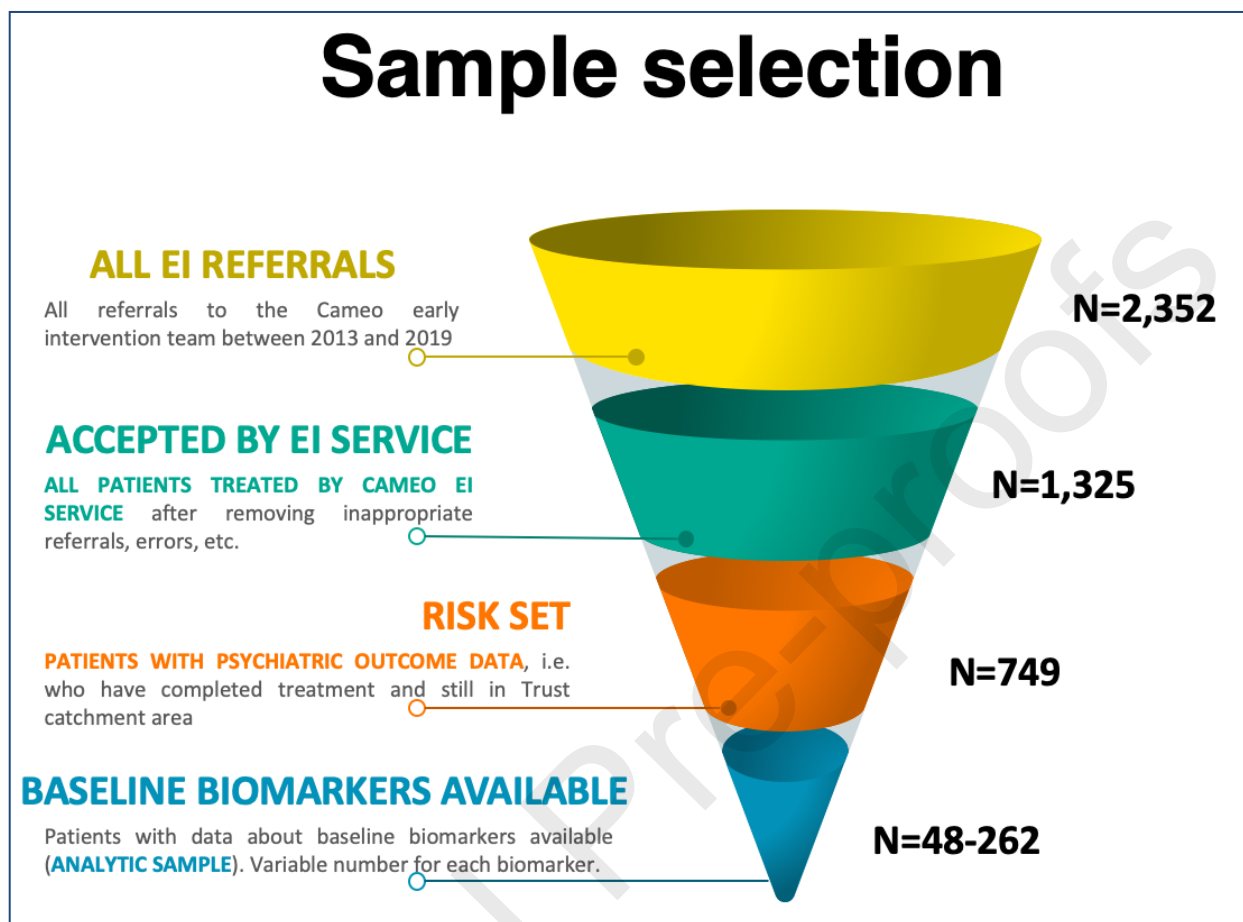 Sample selection
ALL EI REFERRALS
All referrals to the Cameo early
intervention team between 2013 and 2019
N=2,352
ACCEPTED BY EI SERVICE
ALL PATIENTS TREATED BY CAMEO EI
SERVICE after removing inappropriate
referrals, errors, etc.
N=1,325
RISK SET
PATIENTS WITH PSYCHIATRIC OUTCOME DATA, i.e.
who have completed treatment and still in Trust
catchment area
N=749
BASELINE BIOMARKERS AVAILABLE
Patients with data about baseline biomarkers available
(ANALYTIC SAMPLE). Variable number for each biomarker.
N=48-262
Pre-proofs